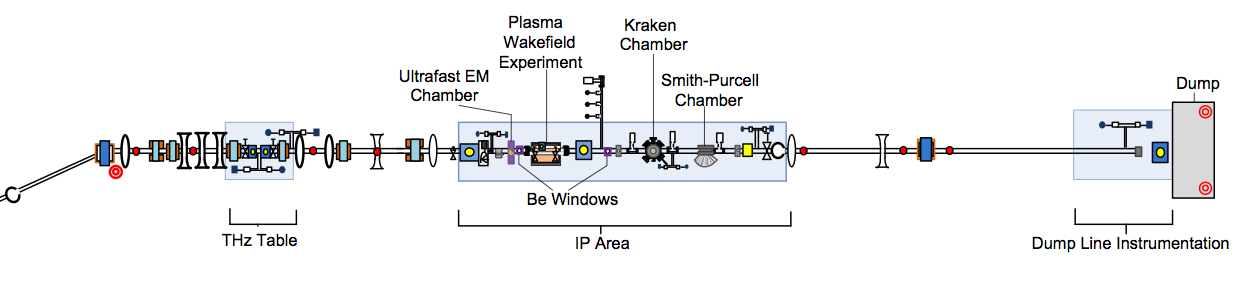 Plasma
Wakefield
Experiment
Kraken
Chamber
Ultrafast EM
Chamber
Smith-Purcell
Chamber
Dump
Be Windows
THz Table
IP Area
Dump Line Instrumentation